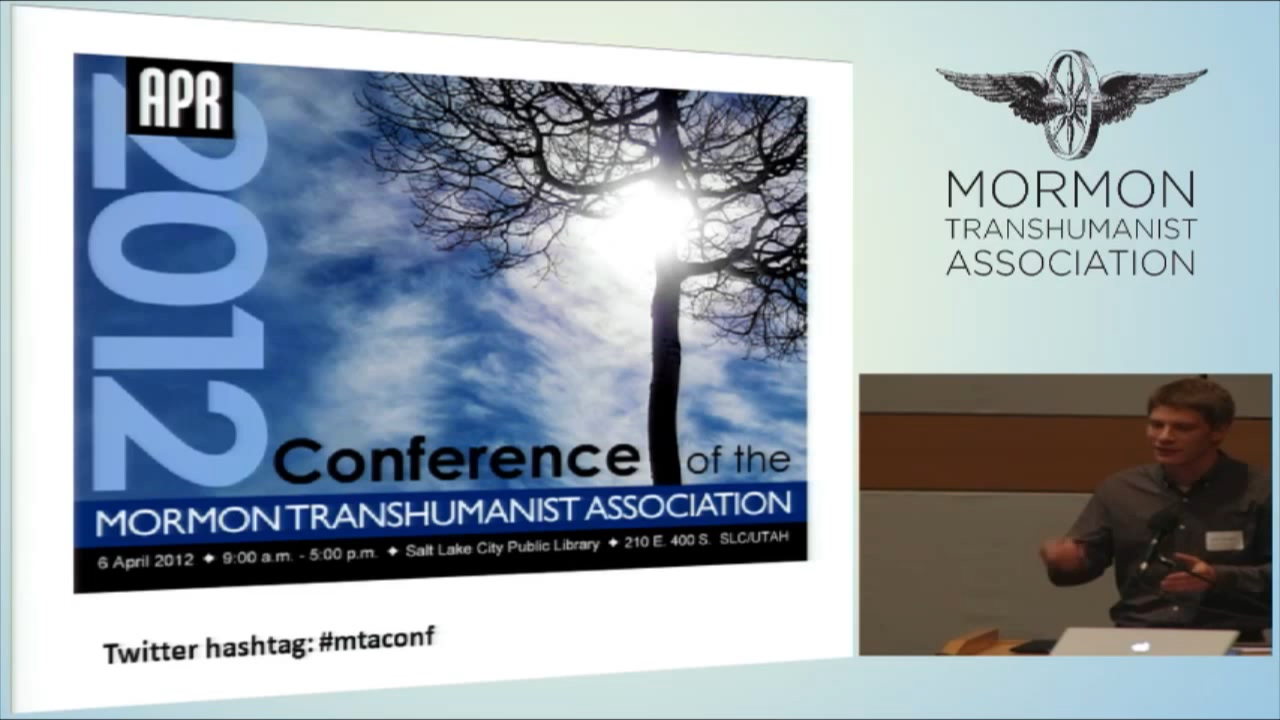 APR
2012
Conference of the
MORMON TRANSHUMANIST ASSOCIATION
6 April 2012 ✦ 9:00 a.m. - 5:00 p.m. ✦ Salt Lake City Public Library ✦ 210 E. 400 S. SLC/UTAH
Twitter hashtag: #mtaconf
MORMON
TRANSHUMANIST
ASSOCIATION